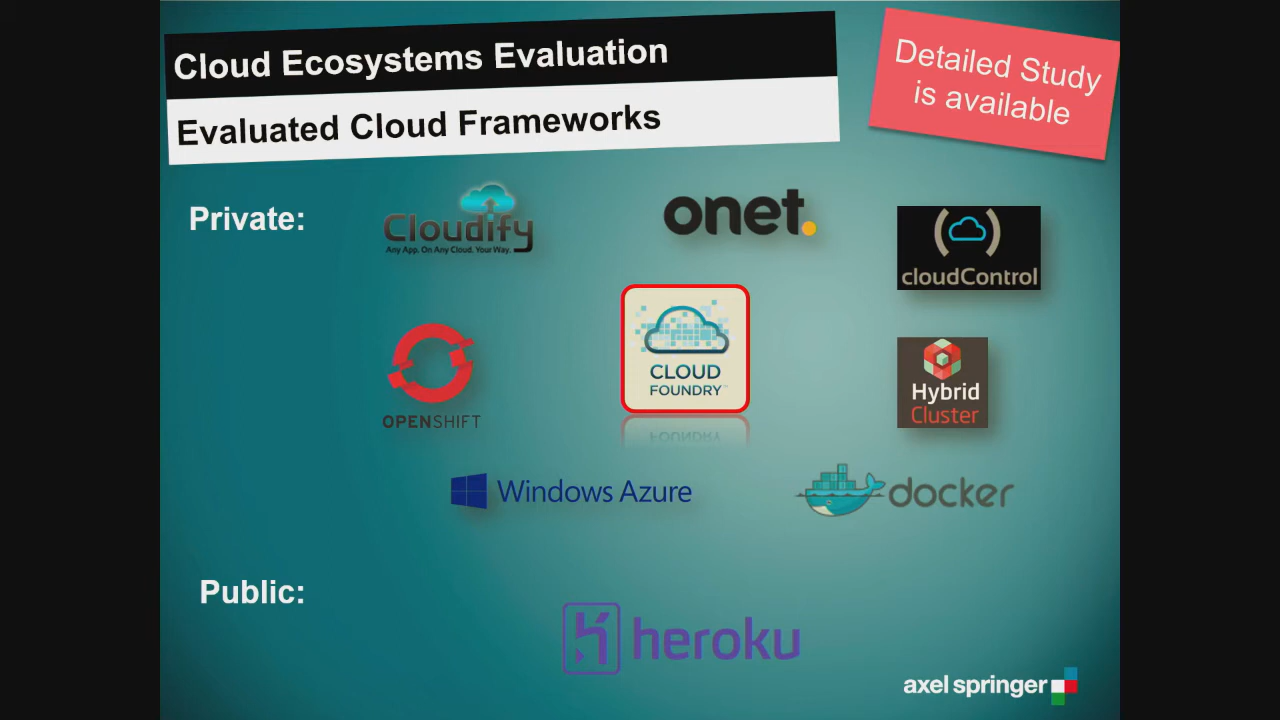 Cloud Ecosystems Evaluation
Evaluated Cloud Frameworks
Detailed Study
is available
Private:
Cloudify
Any App. On Any Cloud. Your Way.
onet.
cloudControl
OPENSHIFT
CLOUD
FOUNDRY™
Hybrid
Cluster
Windows Azure
docker
Public:
heroku
axel springer